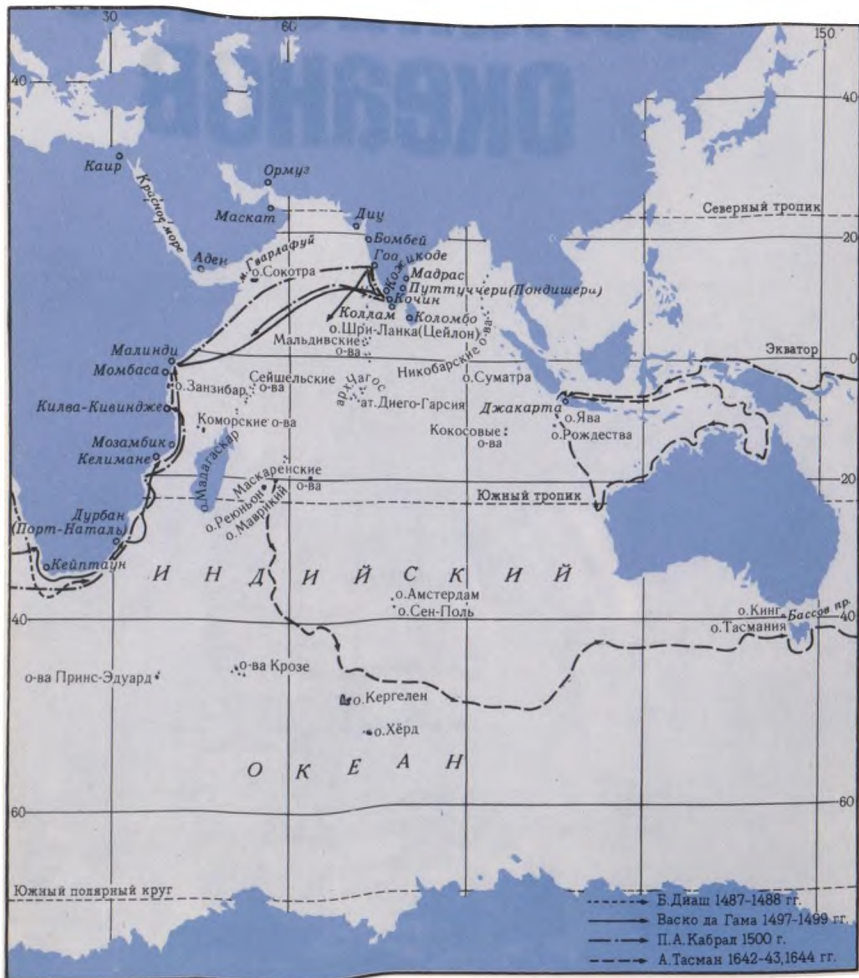 океанов
30
60
150
40
40
Каир
Ормуз
Красное море
Маскат
Диу
Северный тропик
20
Бомбей
Гоа
Аден
м. Гвардафуй
о.Сокотра
Кожикоде
Мадрас
Путтуччери(Пондишери)
Кочин
Коллам
Коломбо
о.Шри-Ланка(Цейлон)
Мальдивские
о-ва
Никобарские о-ва
Малинди
Момбаса
Экватор
0
о.Занзибар
Сейшельские
о-ва
арх.Чагос
ат. Диего-Гарсия
о.Суматра
Килва-Кивиндже
Джакарта
о.Ява
Коморские о-ва
Кокосовые
о-ва
о.Рождества
Мозамбик
Келимане
о.Мадагаскар
Маскаренские
о-ва
20
о.Реюньон
о.Маврикий
Южный тропик
Дурбан
(Порт-Наталь)
Кейптаун
ИНДИЙСКИЙ
о.Амстердам
о.Сен-Поль
о.Кинг
Бассов пр.
40
о.Тасмания
40
о-ва Принс-Эдуард
о-ва Крозе
о.Кергелен
о.Хёрд
ОКЕАН
60
60
Южный полярный круг
Б.Диаш 1487-1488 гг.
Васко да Гама 1497-1499 гг.
П.А.Кабрал 1500 г.
А.Тасман 1642-43,1644 гг.